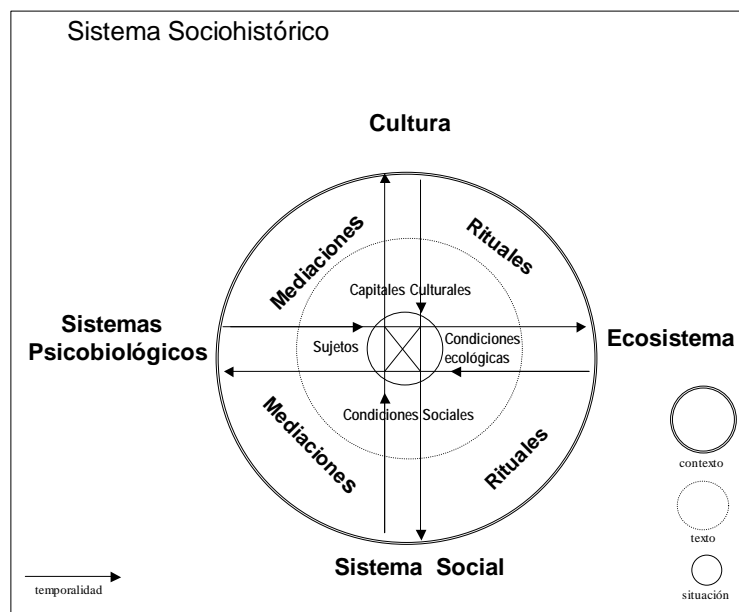 Sistema Sociohistórico
Cultura
Mediaciones
Rituales
Capitales Culturales
Sistemas
Psicobiológicos
Sujetos
Condiciones
ecológicas
Ecosistema
Mediaciones
Condiciones Sociales
Rituales
Sistema Social
contexto
texto
situación
temporalidad